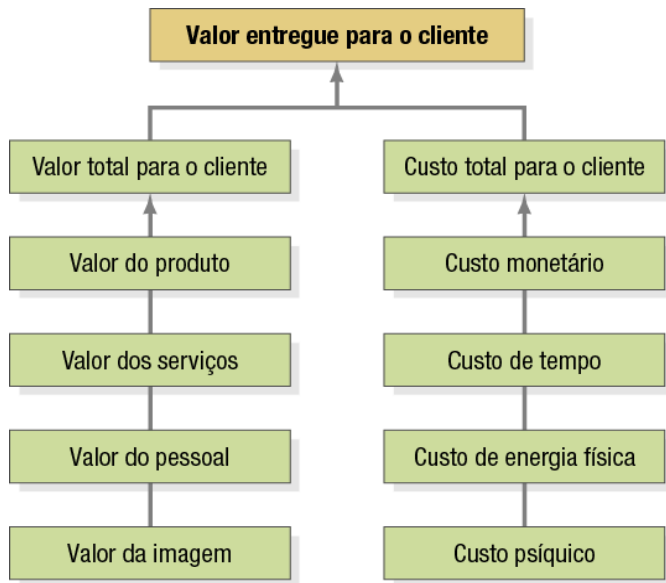 Valor entregue para o cliente
Valor total para o cliente
Custo total para o cliente
Valor do produto
Custo monetário
Valor dos serviços
Custo de tempo
Valor do pessoal
Custo de energia física
Valor da imagem
Custo psíquico